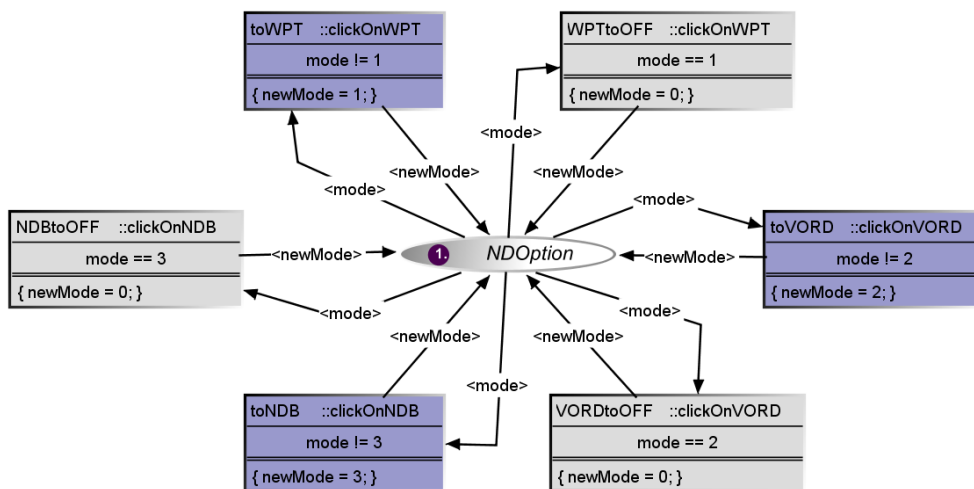 toWPT ::clickOnWPT
mode != 1
{ newMode = 1; }
WPTtoOFF ::clickOnWPT
mode == 1
{ newMode = 0; }
<mode>
<newMode>
<newMode>
<mode>
<mode>
NDBtoOFF ::clickOnNDB
mode == 3
{ newMode = 0; }
<newMode>
1.
NDOption
<newMode>
toVORD ::clickOnVORD
mode != 2
{ newMode = 2; }
<mode>
<mode>
<newMode>
<newMode>
<mode>
toNDB ::clickOnNDB
mode != 3
{ newMode = 3; }
VORDtoOFF ::clickOnVORD
mode == 2
{ newMode = 0; }